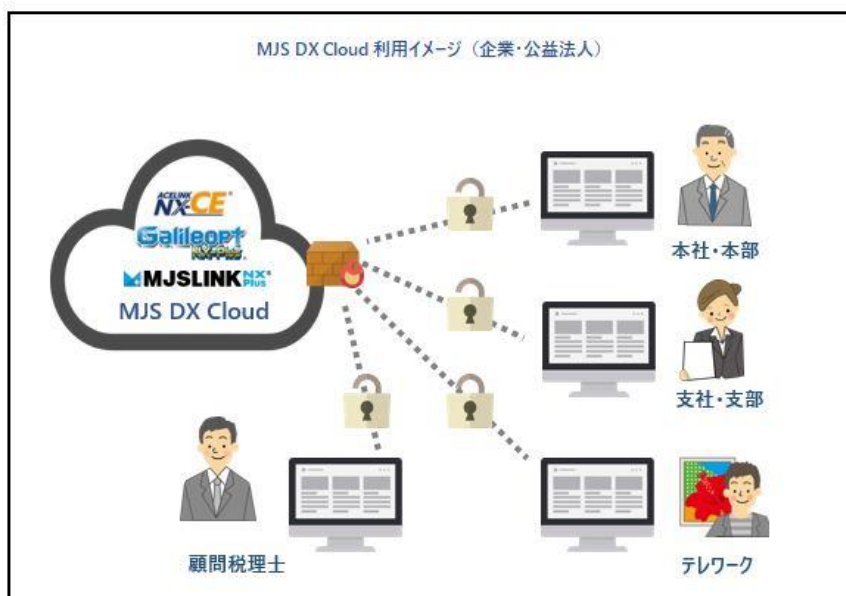 MJS DX Cloud 利用イメージ（企業・公益法人）
ACELINK
NX-CE®
Galileopt
NX-Plus®
MJSLINK NX® Plus
MJS DX Cloud
本社・本部
支社・支部
顧問税理士
テレワーク